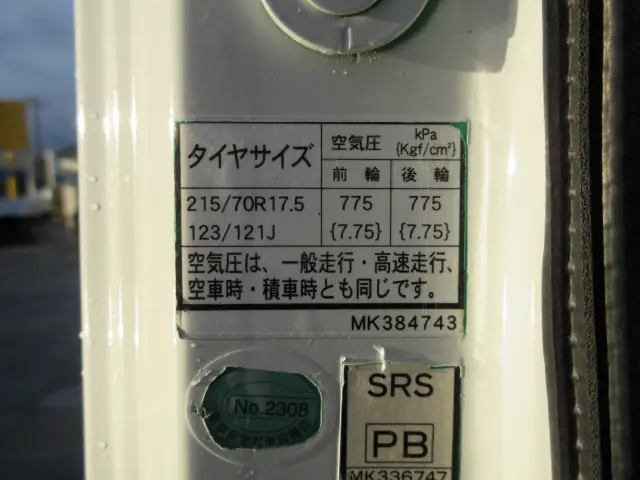 タイヤサイズ 空気圧 kPa {Kgf/cm²}
前輪 後輪
215/70R17.5 775 775
123/121J {7.75} {7.75}
空気圧は、一般走行・高速走行、
空車時・積車時とも同じです。
MK384743
No.2308
SRS
PB
MK336747